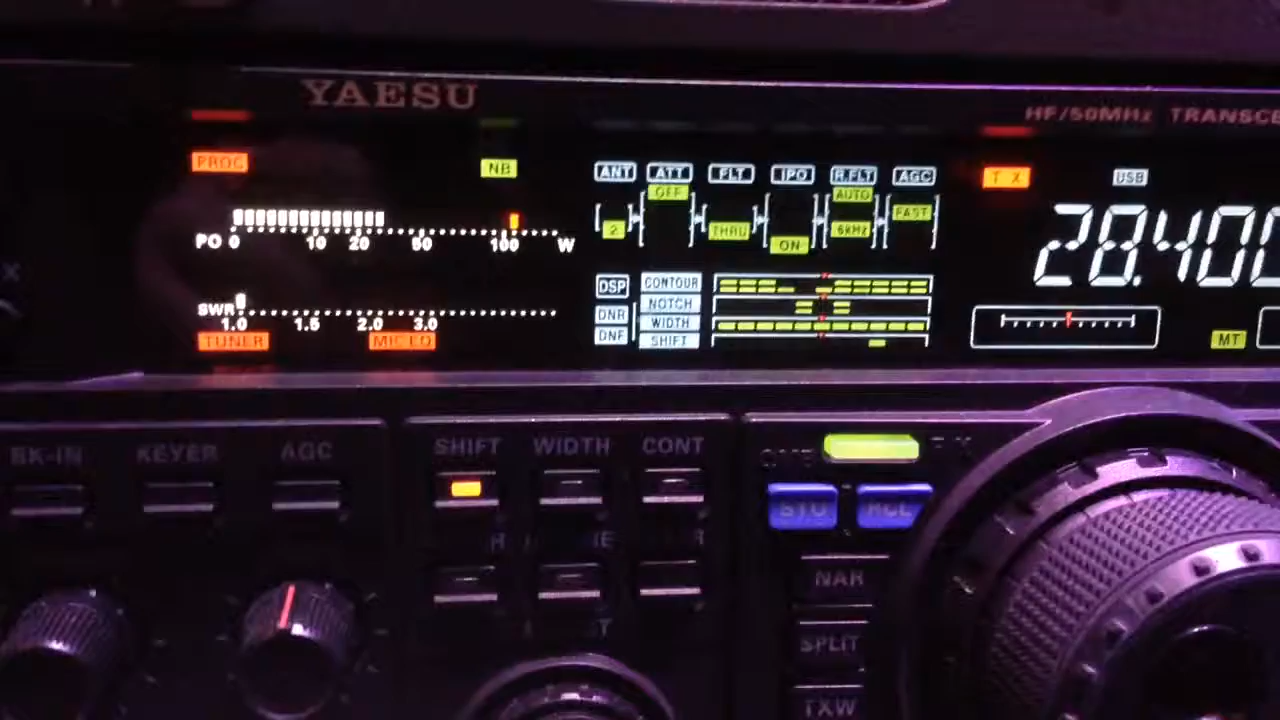 YAESU
HF/50MHz TRANSCE
PROC NB ANT ATT FLT IPO R.FLT AGC TX USB
OFF AUTO
2 THRU ON 6kHz FAST
28.400
PO 0 10 20 50 100 W
DSP CONTOUR
DNR NOTCH
WIDTH
DNF SHIFT
SWR
1.0 1.5 2.0 3.0
TUNER MIC EQ
MT
BK-IN KEYER AGC SHIFT WIDTH CONT
TX
STO RCL
NAR
SPLIT
TXW